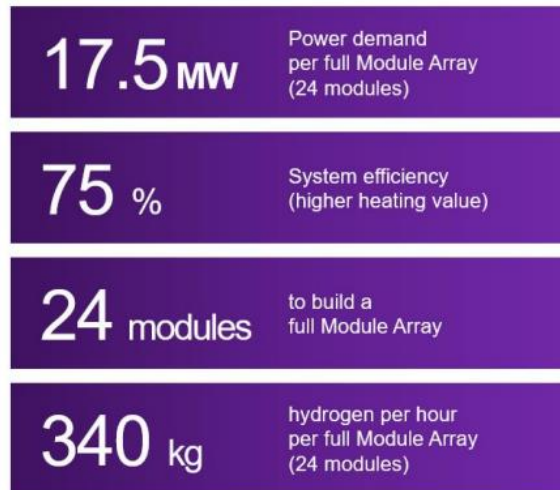 17.5 MW
Power demand
per full Module Array
(24 modules)
75 %
System efficiency
(higher heating value)
24 modules
to build a
full Module Array
340 kg
hydrogen per hour
per full Module Array
(24 modules)